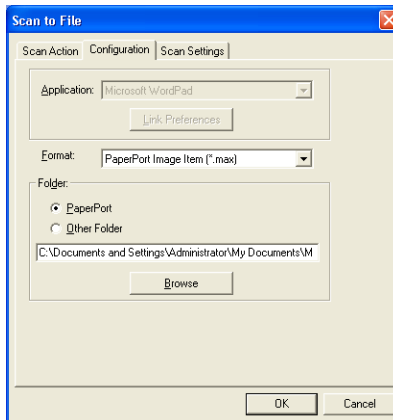 Scan to File
Scan Action Configuration Scan Settings
Application: Microsoft WordPad
Link Preferences
Format: PaperPort Image Item (*.max)
Folder:
PaperPort
Other Folder
C:\Documents and Settings\Administrator\My Documents\M
Browse
OK Cancel